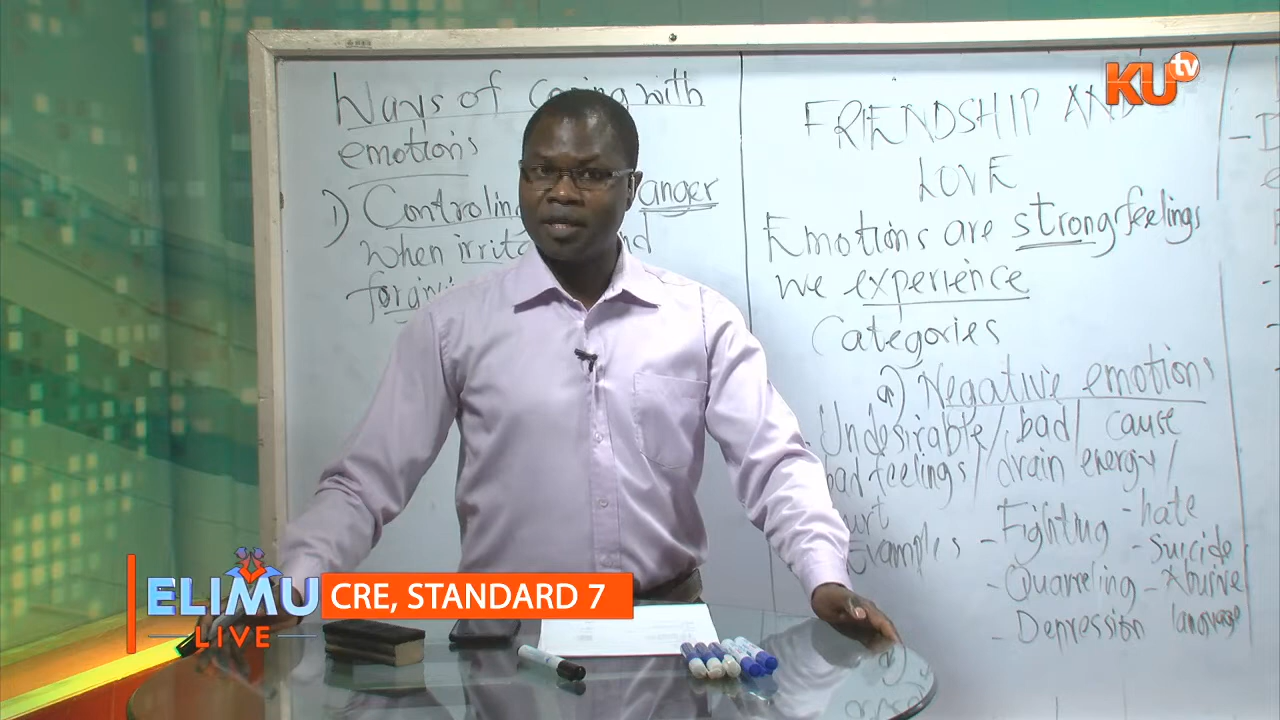 Ways of coping with
emotions
1) Controling anger
when irrita nd
forgiv
FRIENDSHIP AND
LOVE
Emotions are strong feelings
we experience
Categories
a) Negative emotions
- Undesirable/ bad/ cause
bad feelings/ drain energy/
hurt
Examples - Fighting - hate
- Suicide
- Quarreling - Abusive
- Depression language
KU tv
ELIMU
LIVE
CRE, STANDARD 7